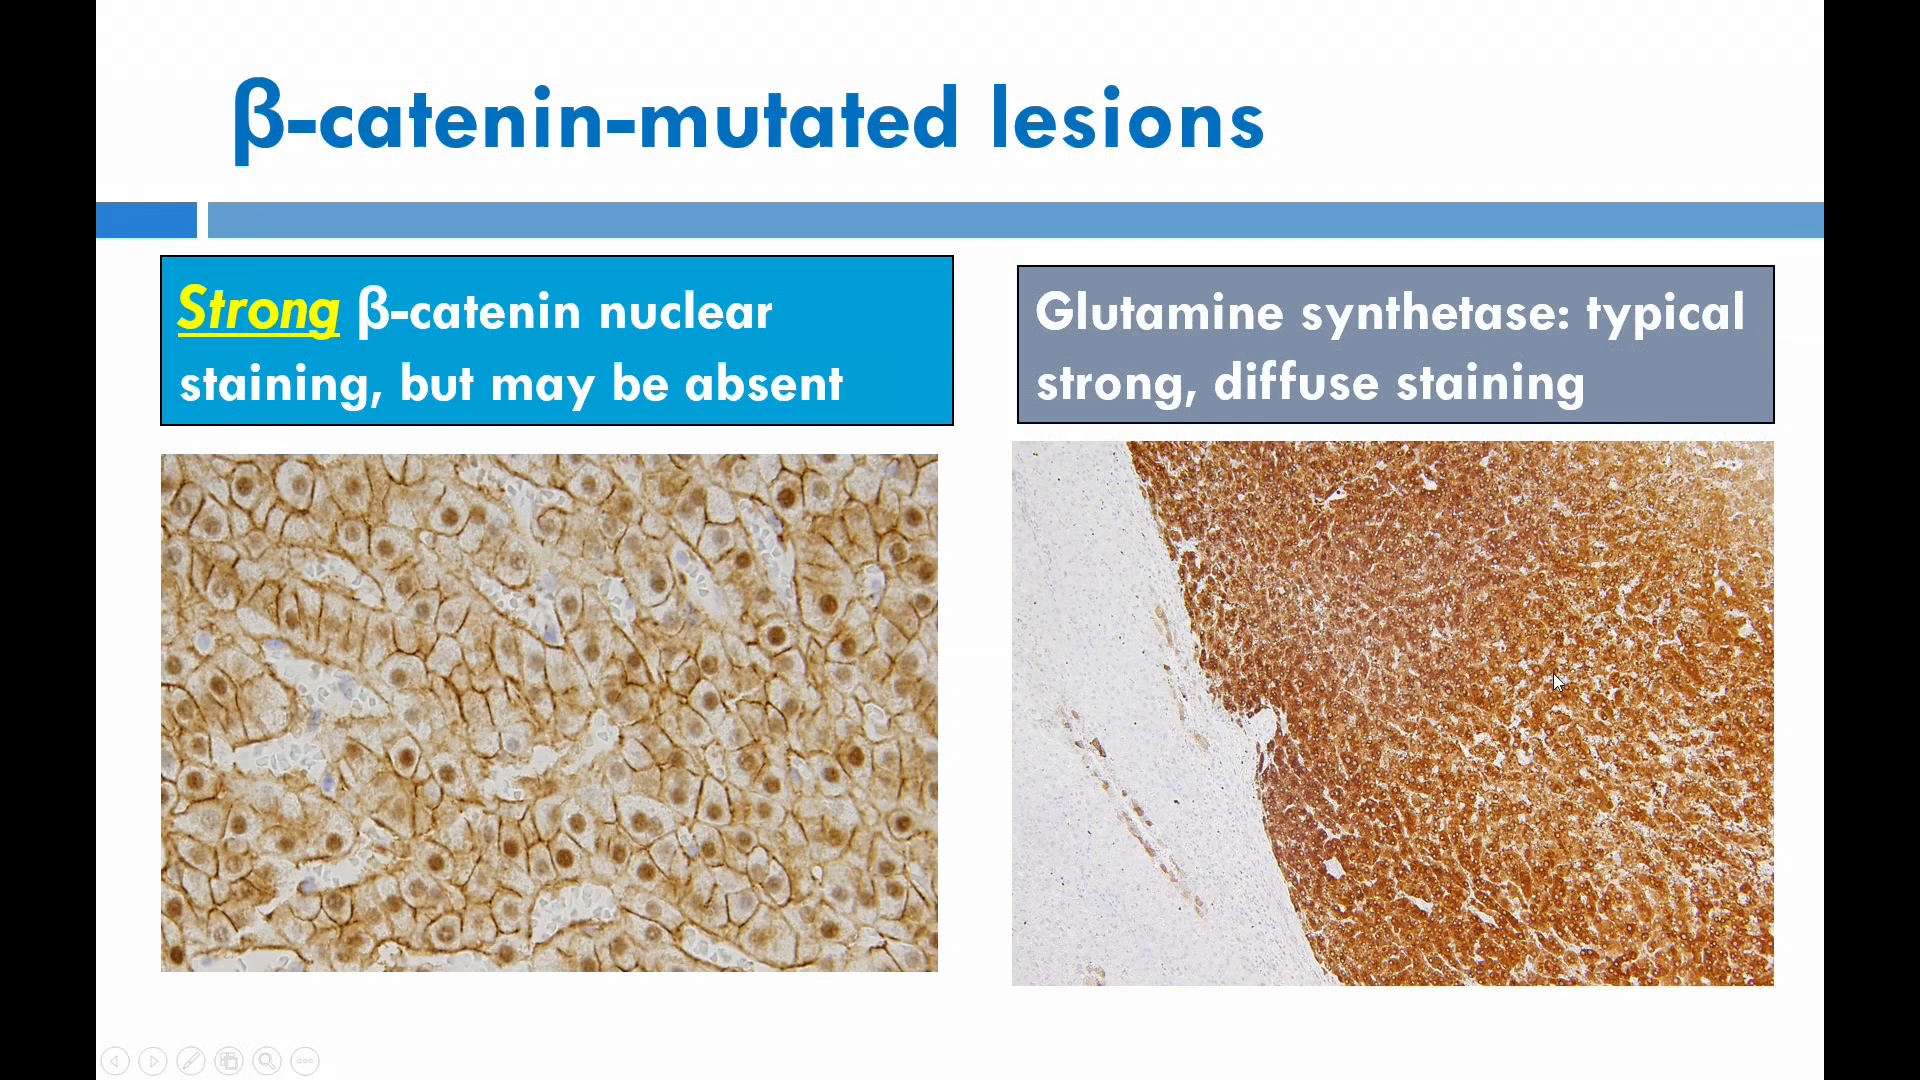 β-catenin-mutated lesions
Strong β-catenin nuclear
staining, but may be absent
Glutamine synthetase: typical
strong, diffuse staining